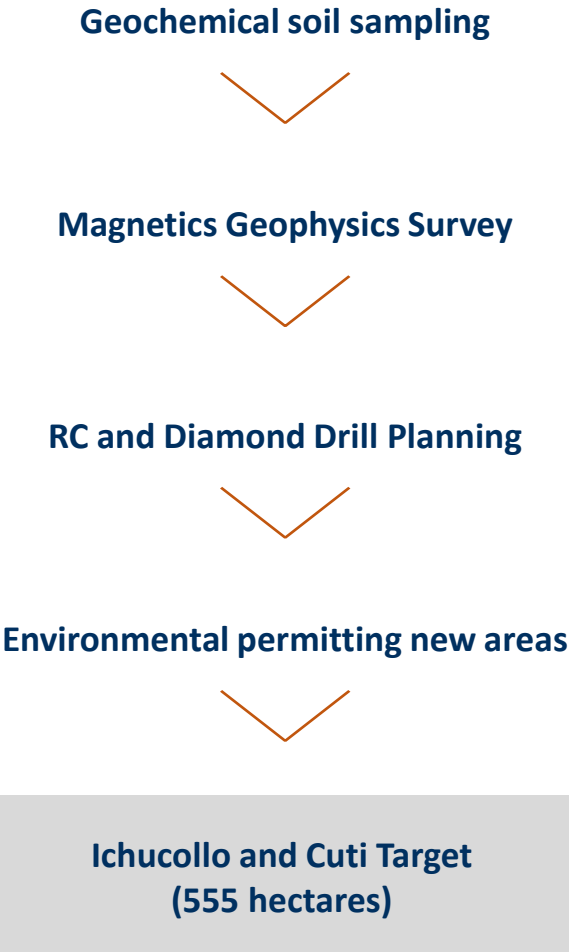 Geochemical soil sampling
Magnetics Geophysics Survey
RC and Diamond Drill Planning
Environmental permitting new areas
Ichucollo and Cuti Target
(555 hectares)